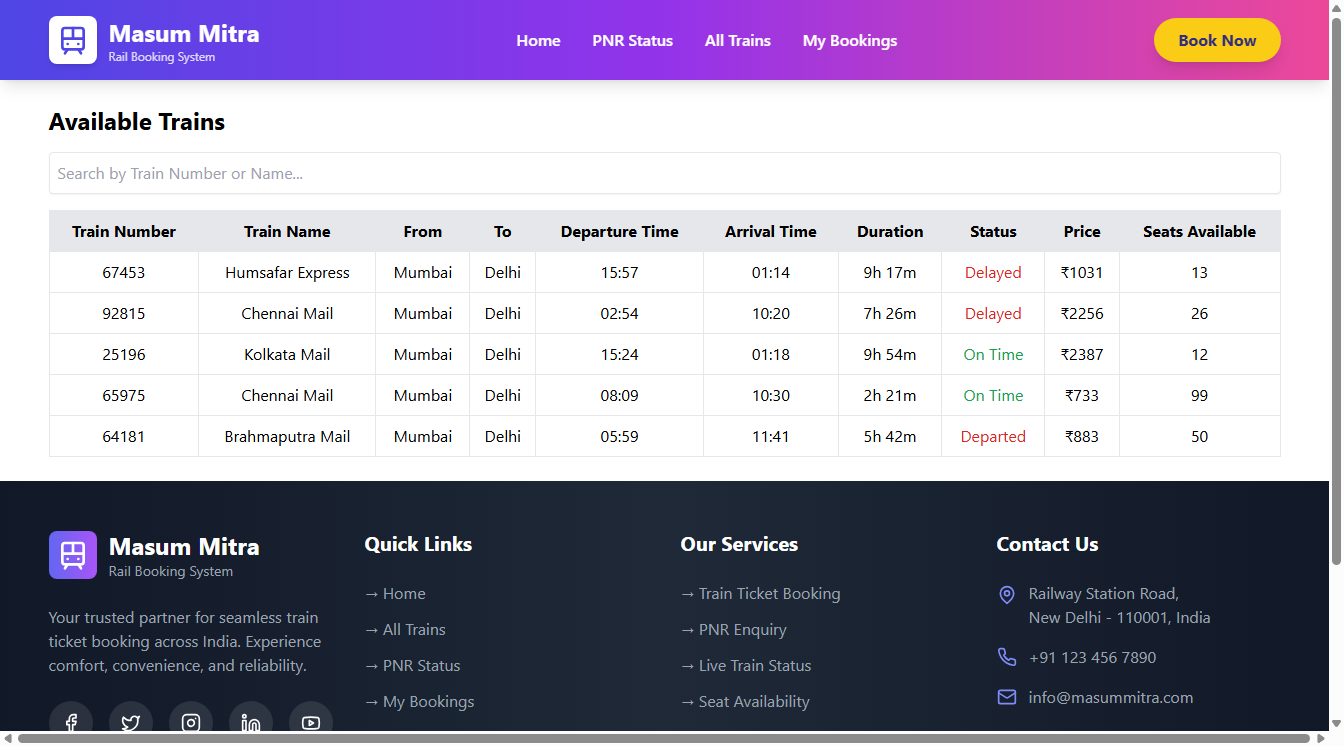 Masum Mitra
Rail Booking System
Home PNR Status All Trains My Bookings
Book Now
Available Trains
Search by Train Number or Name...
Train Number Train Name From To Departure Time Arrival Time Duration Status Price Seats Available
67453 Humsafar Express Mumbai Delhi 15:57 01:14 9h 17m Delayed ₹1031 13
92815 Chennai Mail Mumbai Delhi 02:54 10:20 7h 26m Delayed ₹2256 26
25196 Kolkata Mail Mumbai Delhi 15:24 01:18 9h 54m On Time ₹2387 12
65975 Chennai Mail Mumbai Delhi 08:09 10:30 2h 21m On Time ₹733 99
64181 Brahmaputra Mail Mumbai Delhi 05:59 11:41 5h 42m Departed ₹883 50
Masum Mitra
Rail Booking System
Your trusted partner for seamless train
ticket booking across India. Experience
comfort, convenience, and reliability.
Quick Links
→ Home
→ All Trains
→ PNR Status
→ My Bookings
Our Services
→ Train Ticket Booking
→ PNR Enquiry
→ Live Train Status
→ Seat Availability
Contact Us
Railway Station Road,
New Delhi - 110001, India
+91 123 456 7890
info@masummitra.com